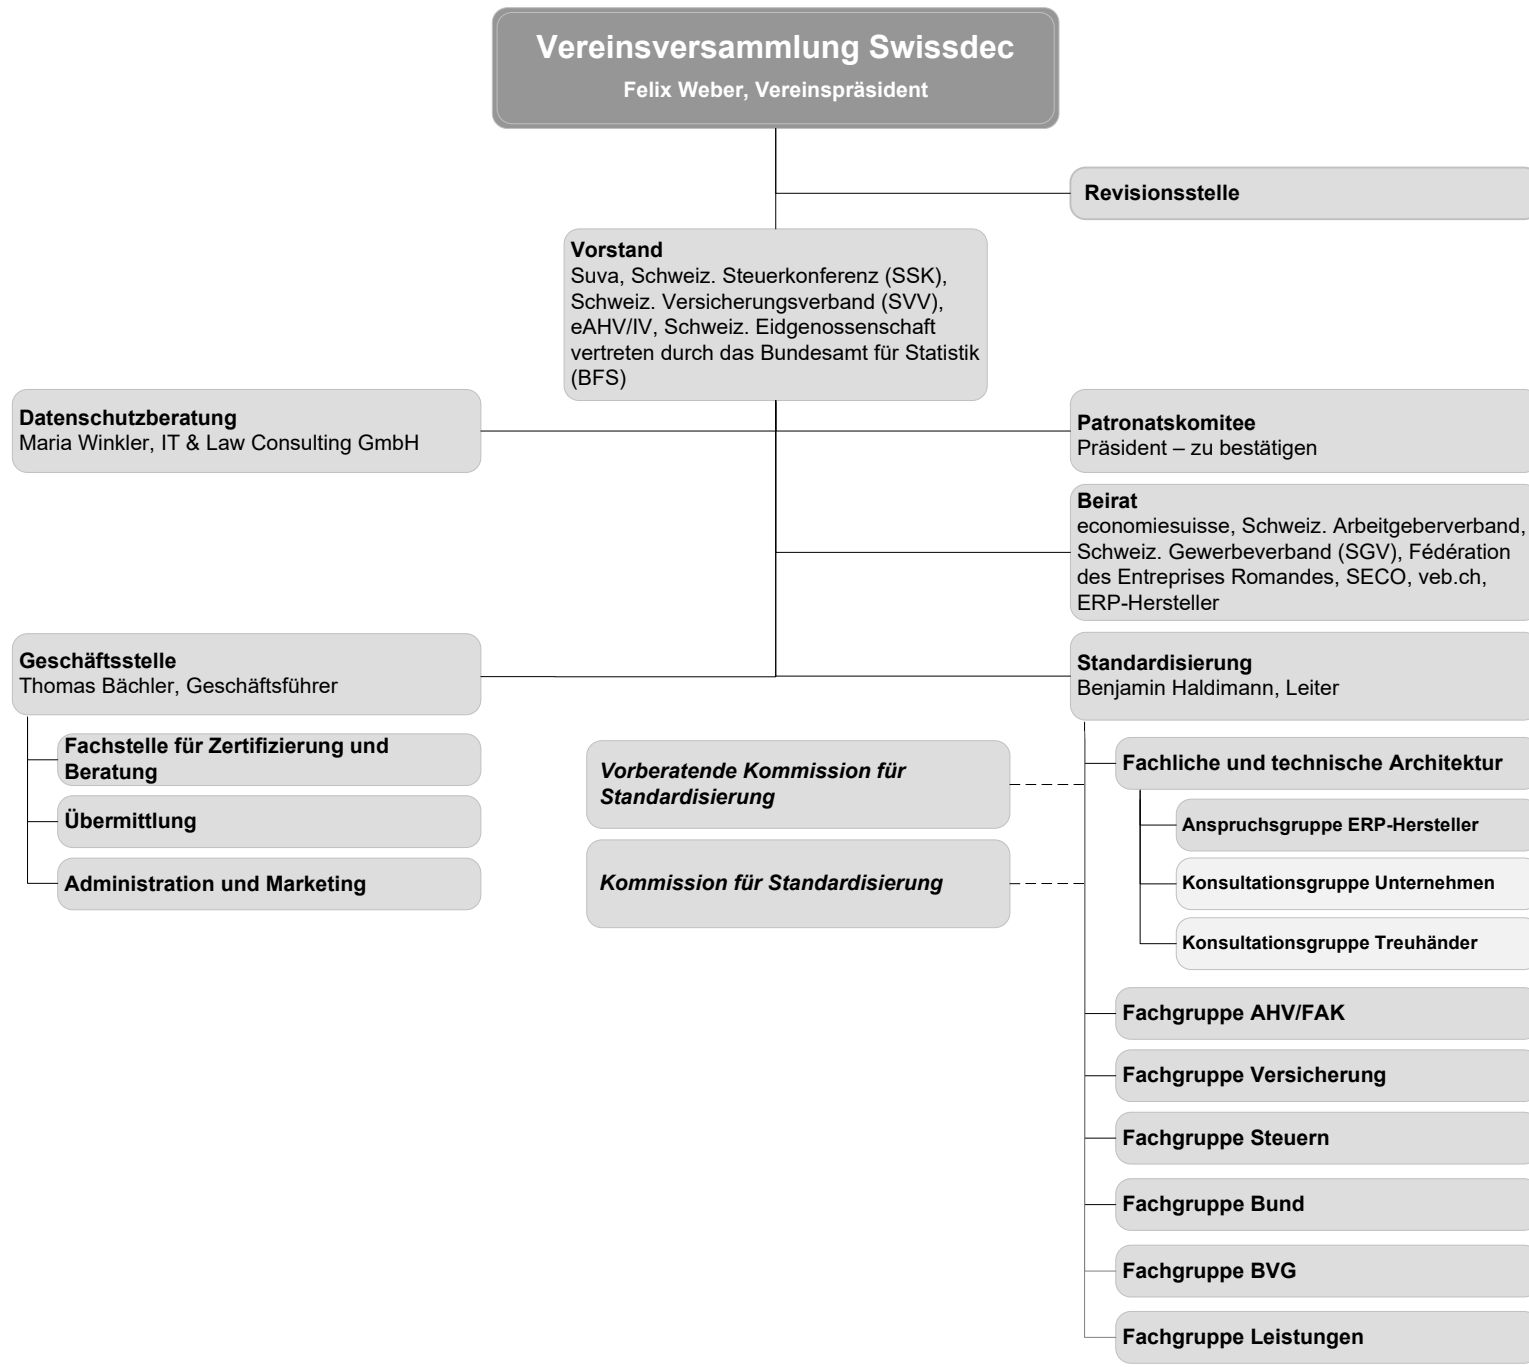 Vereinsversammlung Swissdec
Felix Weber, Vereinspräsident
Revisionsstelle
Vorstand
Suva, Schweiz. Steuerkonferenz (SSK),
Schweiz. Versicherungsverband (SVV),
eAHV/IV, Schweiz. Eidgenossenschaft
vertreten durch das Bundesamt für Statistik
(BFS)
Datenschutzberatung
Maria Winkler, IT & Law Consulting GmbH
Patronatskomitee
Präsident – zu bestätigen
Beirat
economiesuisse, Schweiz. Arbeitgeberverband,
Schweiz. Gewerbeverband (SGV), Fédération
des Entreprises Romandes, SECO, veb.ch,
ERP-Hersteller
Geschäftsstelle
Thomas Bächler, Geschäftsführer
Fachstelle für Zertifizierung und
Beratung
Übermittlung
Administration und Marketing
Standardisierung
Benjamin Haldimann, Leiter
Vorberatende Kommission für
Standardisierung
Kommission für Standardisierung
Fachliche und technische Architektur
Anspruchsgruppe ERP-Hersteller
Konsultationsgruppe Unternehmen
Konsultationsgruppe Treuhänder
Fachgruppe AHV/FAK
Fachgruppe Versicherung
Fachgruppe Steuern
Fachgruppe Bund
Fachgruppe BVG
Fachgruppe Leistungen